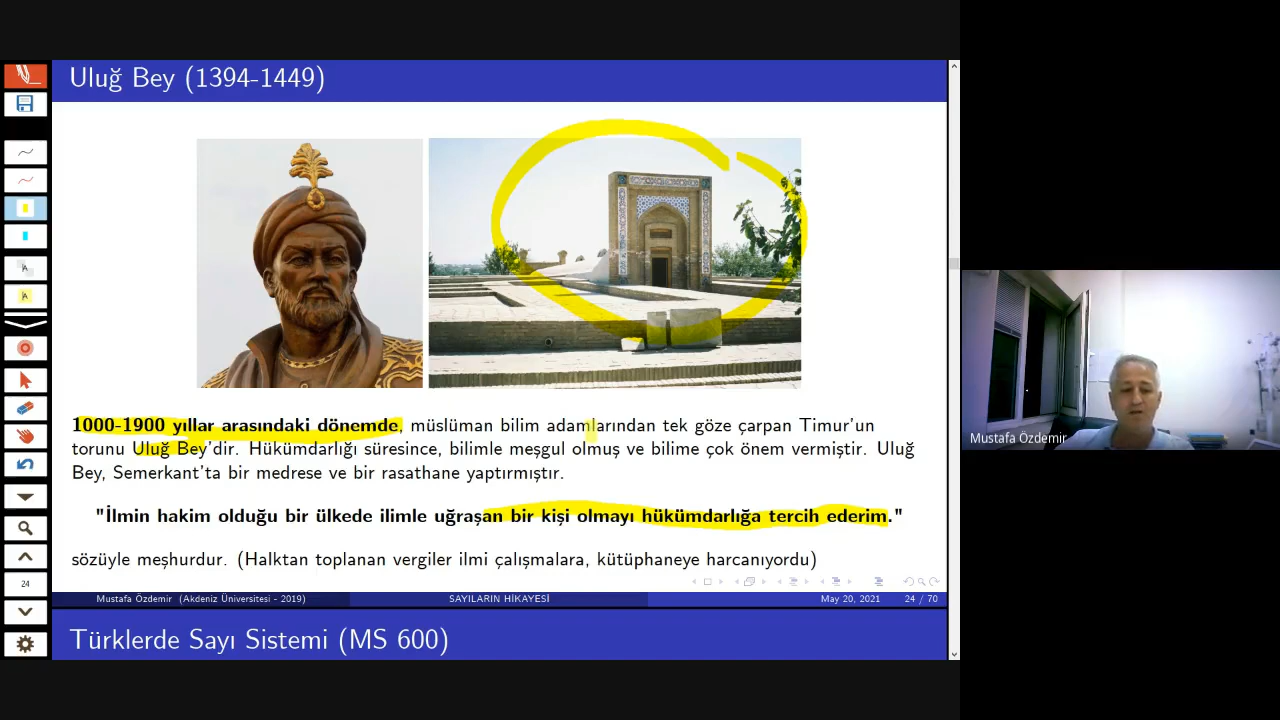 Uluğ Bey (1394-1449)
1000-1900 yıllar arasındaki dönemde, müslüman bilim adamlarından tek göze çarpan Timur'un
torunu Uluğ Bey'dir. Hükümdarlığı süresince, bilimle meşgul olmuş ve bilime çok önem vermiştir. Uluğ
Bey, Semerkant'ta bir medrese ve bir rasathane yaptırmıştır.
"İlmin hakim olduğu bir ülkede ilimle uğraşan bir kişi olmayı hükümdarlığa tercih ederim."
sözüyle meşhurdur. (Halktan toplanan vergiler ilmi çalışmalara, kütüphaneye harcanıyordu)
Mustafa Özdemir (Akdeniz Üniversitesi - 2019)
SAYILARIN HİKAYESİ
May 20, 2021
24 / 70
Türklerde Sayı Sistemi (MS 600)
A
A
24
Mustafa Özdemir